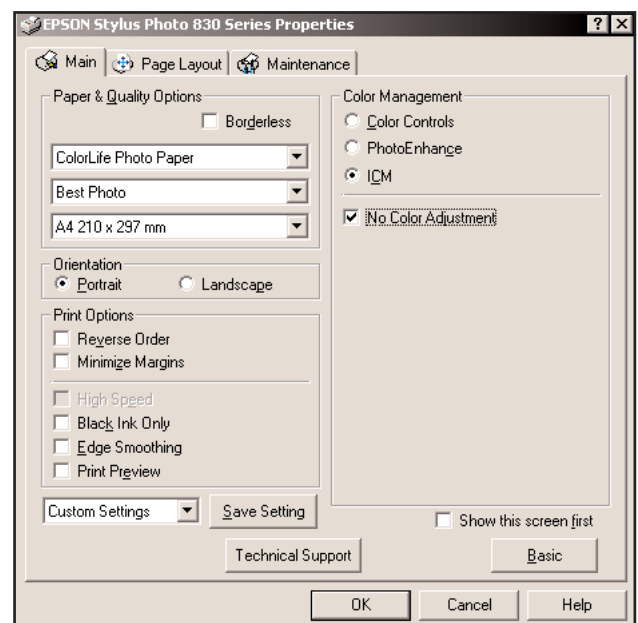 EPSON Stylus Photo 830 Series Properties
Main
Page Layout
Maintenance
Paper & Quality Options
Borderless
ColorLife Photo Paper
Best Photo
A4 210 x 297 mm
Orientation
Portrait
Landscape
Print Options
Reverse Order
Minimize Margins
High Speed
Black Ink Only
Edge Smoothing
Print Preview
Color Management
Color Controls
PhotoEnhance
ICM
No Color Adjustment
Custom Settings
Save Setting
Show this screen first
Technical Support
Basic
OK
Cancel
Help